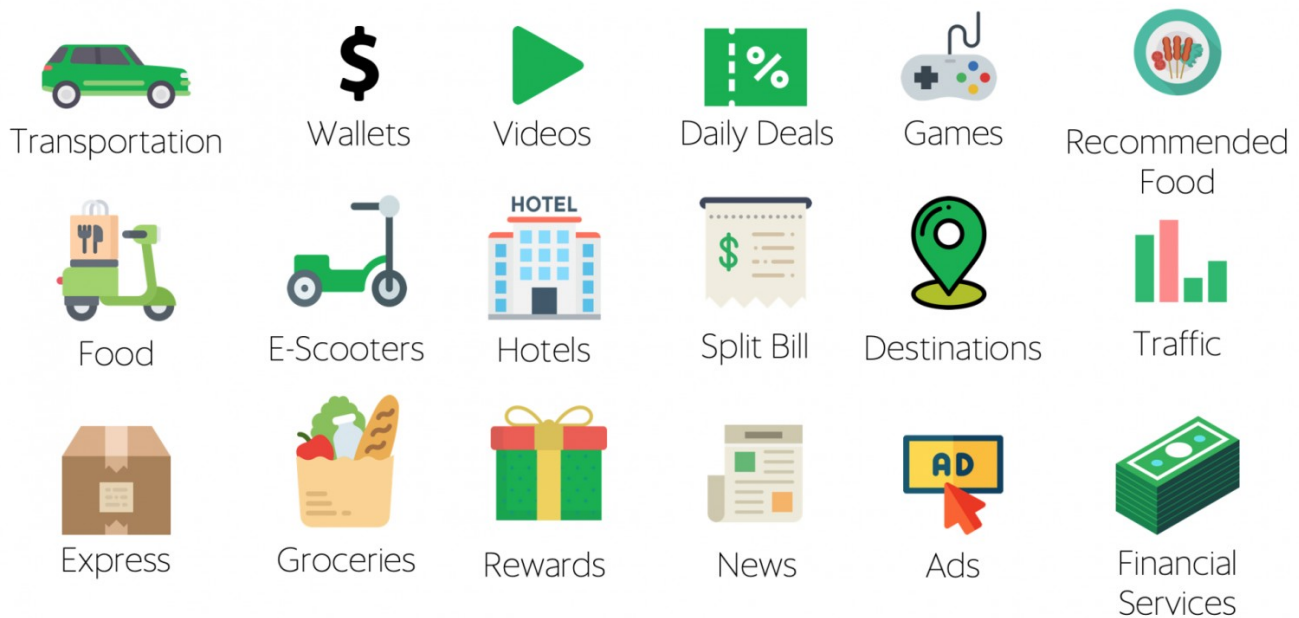 Transportation
Wallets
Videos
Daily Deals
Games
Recommended
Food
Food
E-Scooters
HOTEL
Hotels
Split Bill
Destinations
Traffic
Express
Groceries
Rewards
News
AD
Ads
Financial
Services